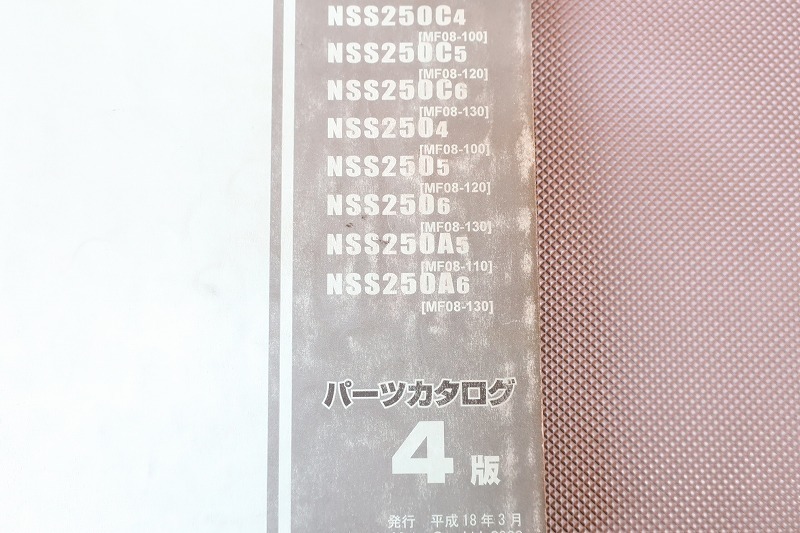 NSS250C4
[MF08-100]
NSS250C5
[MF08-120]
NSS250C6
[MF08-130]
NSS2504
[MF08-100]
NSS2505
[MF08-120]
NSS2506
[MF08-130]
NSS250A5
[MF08-110]
NSS250A6
[MF08-130]
パーツカタログ
4版
発行 平成18年3月